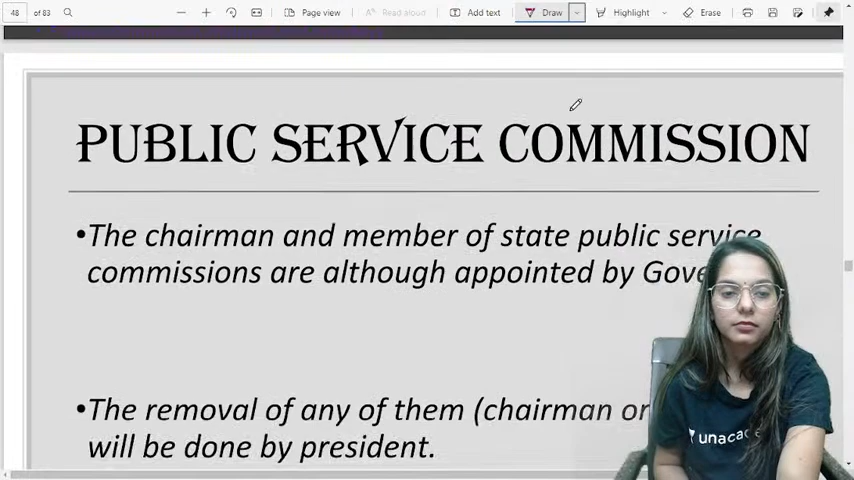 48 of 83 Page view Read aloud Add text Draw Highlight Erase
PUBLIC SERVICE COMMISSION
•The chairman and member of state public service
commissions are although appointed by
•The removal of any of them (chairman or
will be done by president.